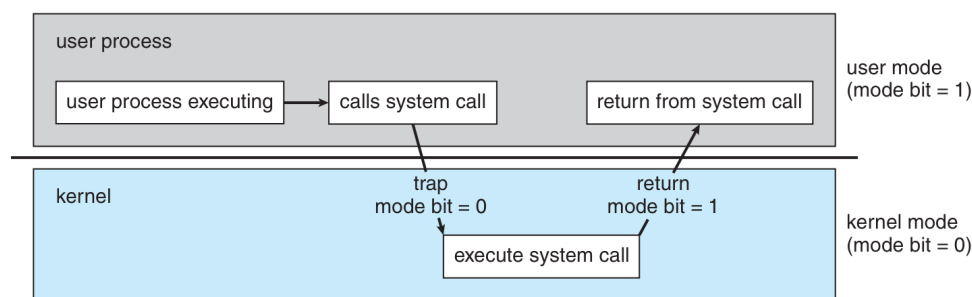 user process
user process executing
calls system call
return from system call
user mode
(mode bit = 1)
kernel
trap
mode bit = 0
return
mode bit = 1
execute system call
kernel mode
(mode bit = 0)